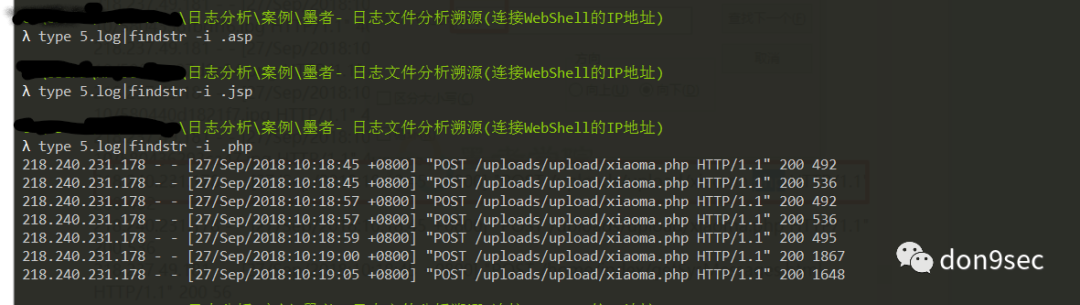 \日志分析\案例\墨者- 日志文件分析溯源(连接WebShell的IP地址)
λ type 5.log|findstr -i .asp
\日志分析\案例\墨者- 日志文件分析溯源(连接WebShell的IP地址)
λ type 5.log|findstr -i .jsp
\日志分析\案例\墨者- 日志文件分析溯源(连接WebShell的IP地址)
λ type 5.log|findstr -i .php
218.240.231.178 - - [27/Sep/2018:10:18:45 +0800] "POST /uploads/upload/xiaoma.php HTTP/1.1" 200 492
218.240.231.178 - - [27/Sep/2018:10:18:45 +0800] "POST /uploads/upload/xiaoma.php HTTP/1.1" 200 536
218.240.231.178 - - [27/Sep/2018:10:18:57 +0800] "POST /uploads/upload/xiaoma.php HTTP/1.1" 200 492
218.240.231.178 - - [27/Sep/2018:10:18:57 +0800] "POST /uploads/upload/xiaoma.php HTTP/1.1" 200 536
218.240.231.178 - - [27/Sep/2018:10:18:59 +0800] "POST /uploads/upload/xiaoma.php HTTP/1.1" 200 495
218.240.231.178 - - [27/Sep/2018:10:19:00 +0800] "POST /uploads/upload/xiaoma.php HTTP/1.1" 200 1867
218.240.231.178 - - [27/Sep/2018:10:19:05 +0800] "POST /uploads/upload/xiaoma.php HTTP/1.1" 200 1648
don9sec